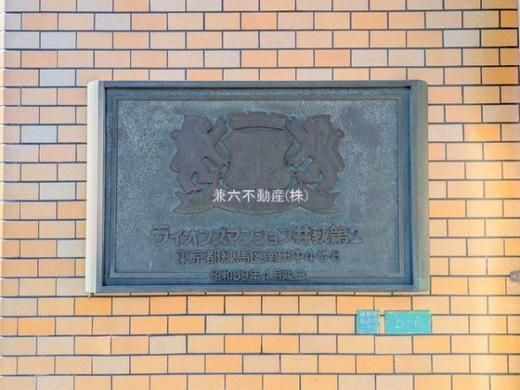 兼六不動産(株)
ライオンズマンション井荻第2
東京都練馬区南田中4-5-8
昭和59年4月竣工